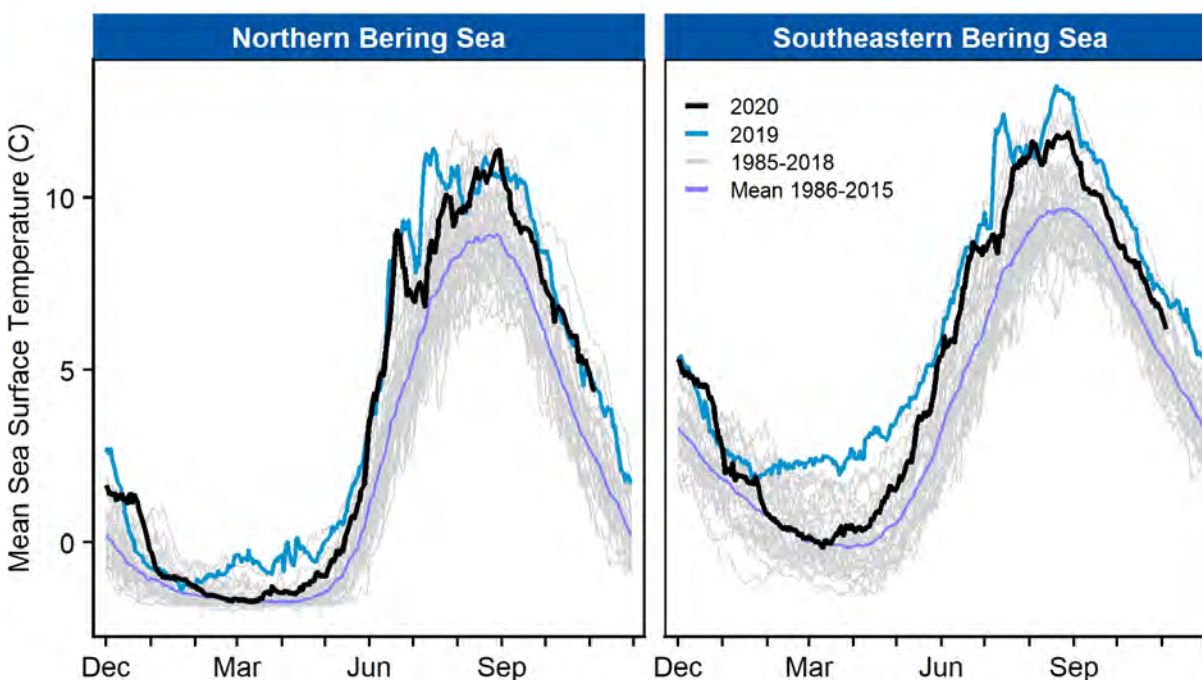 Northern Bering Sea
Southeastern Bering Sea
Mean Sea Surface Temperature (C)
10
5
0
2020
2019
1985-2018
Mean 1986-2015
Dec Mar Jun Sep
Dec Mar Jun Sep